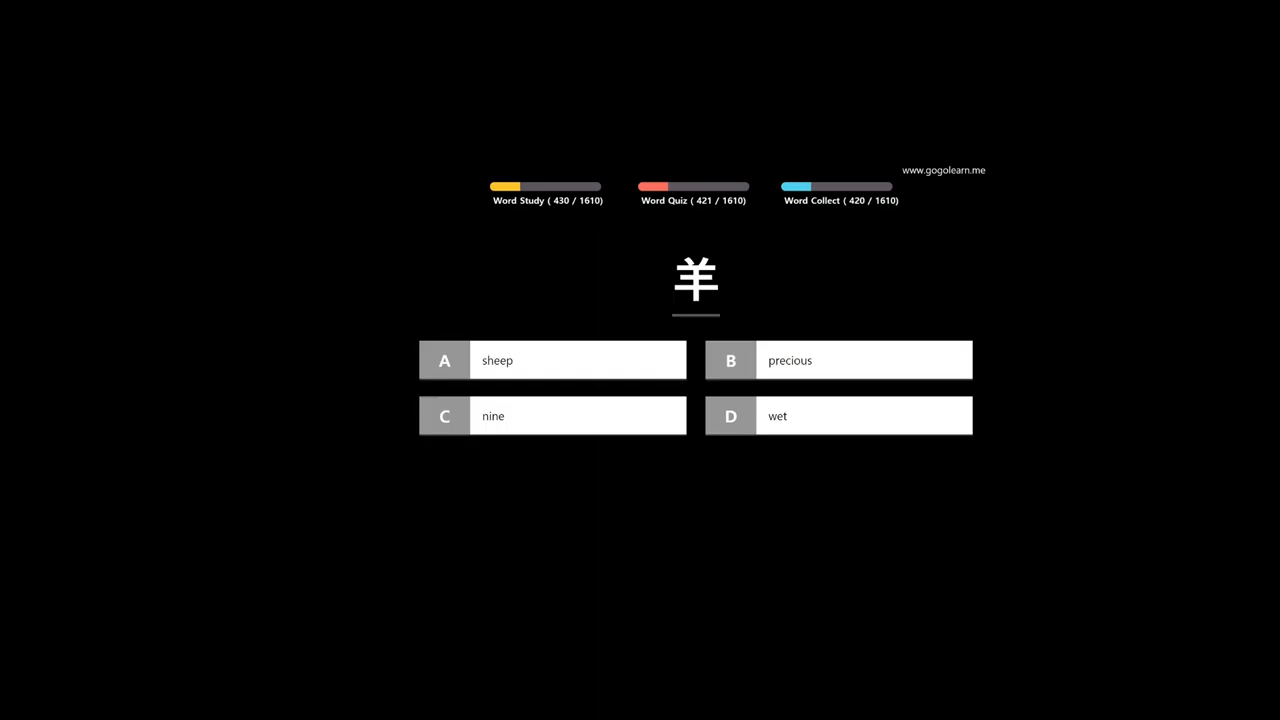 www.gogolearn.me
Word Study ( 430 / 1610)
Word Quiz ( 421 / 1610)
Word Collect ( 420 / 1610)
羊
A sheep
B precious
C nine
D wet